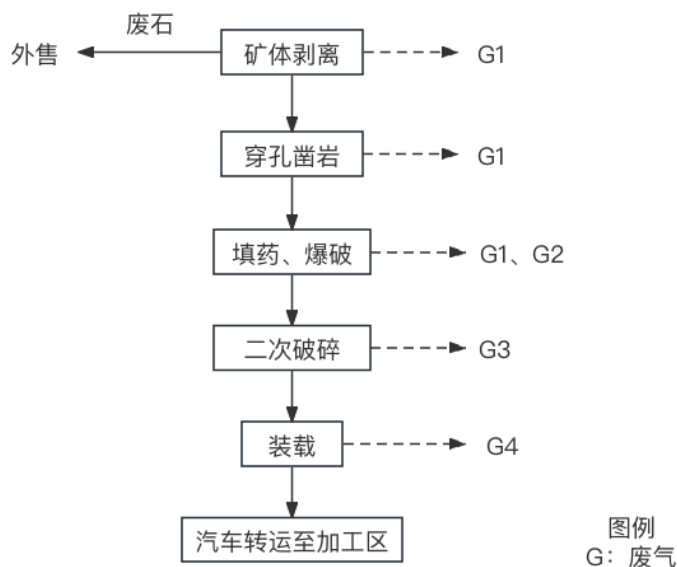 废石
外售
矿体剥离
G1
穿孔凿岩
G1
填药、爆破
G1、G2
二次破碎
G3
装载
G4
汽车转运至加工区
图例
G：废气